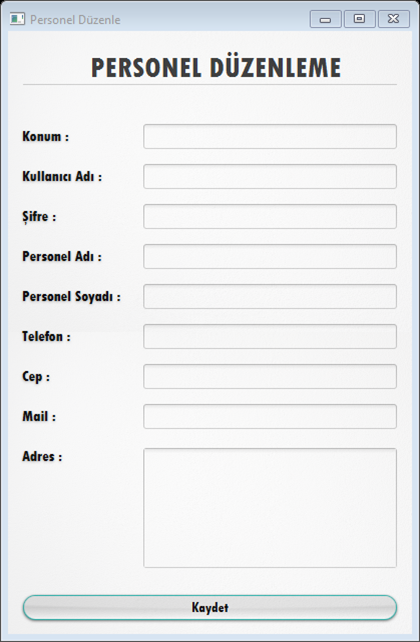 Personel Düzenle
PERSONEL DÜZENLEME
Konum :
Kullanıcı Adı :
Şifre :
Personel Adı :
Personel Soyadı :
Telefon :
Cep :
Mail :
Adres :
Kaydet